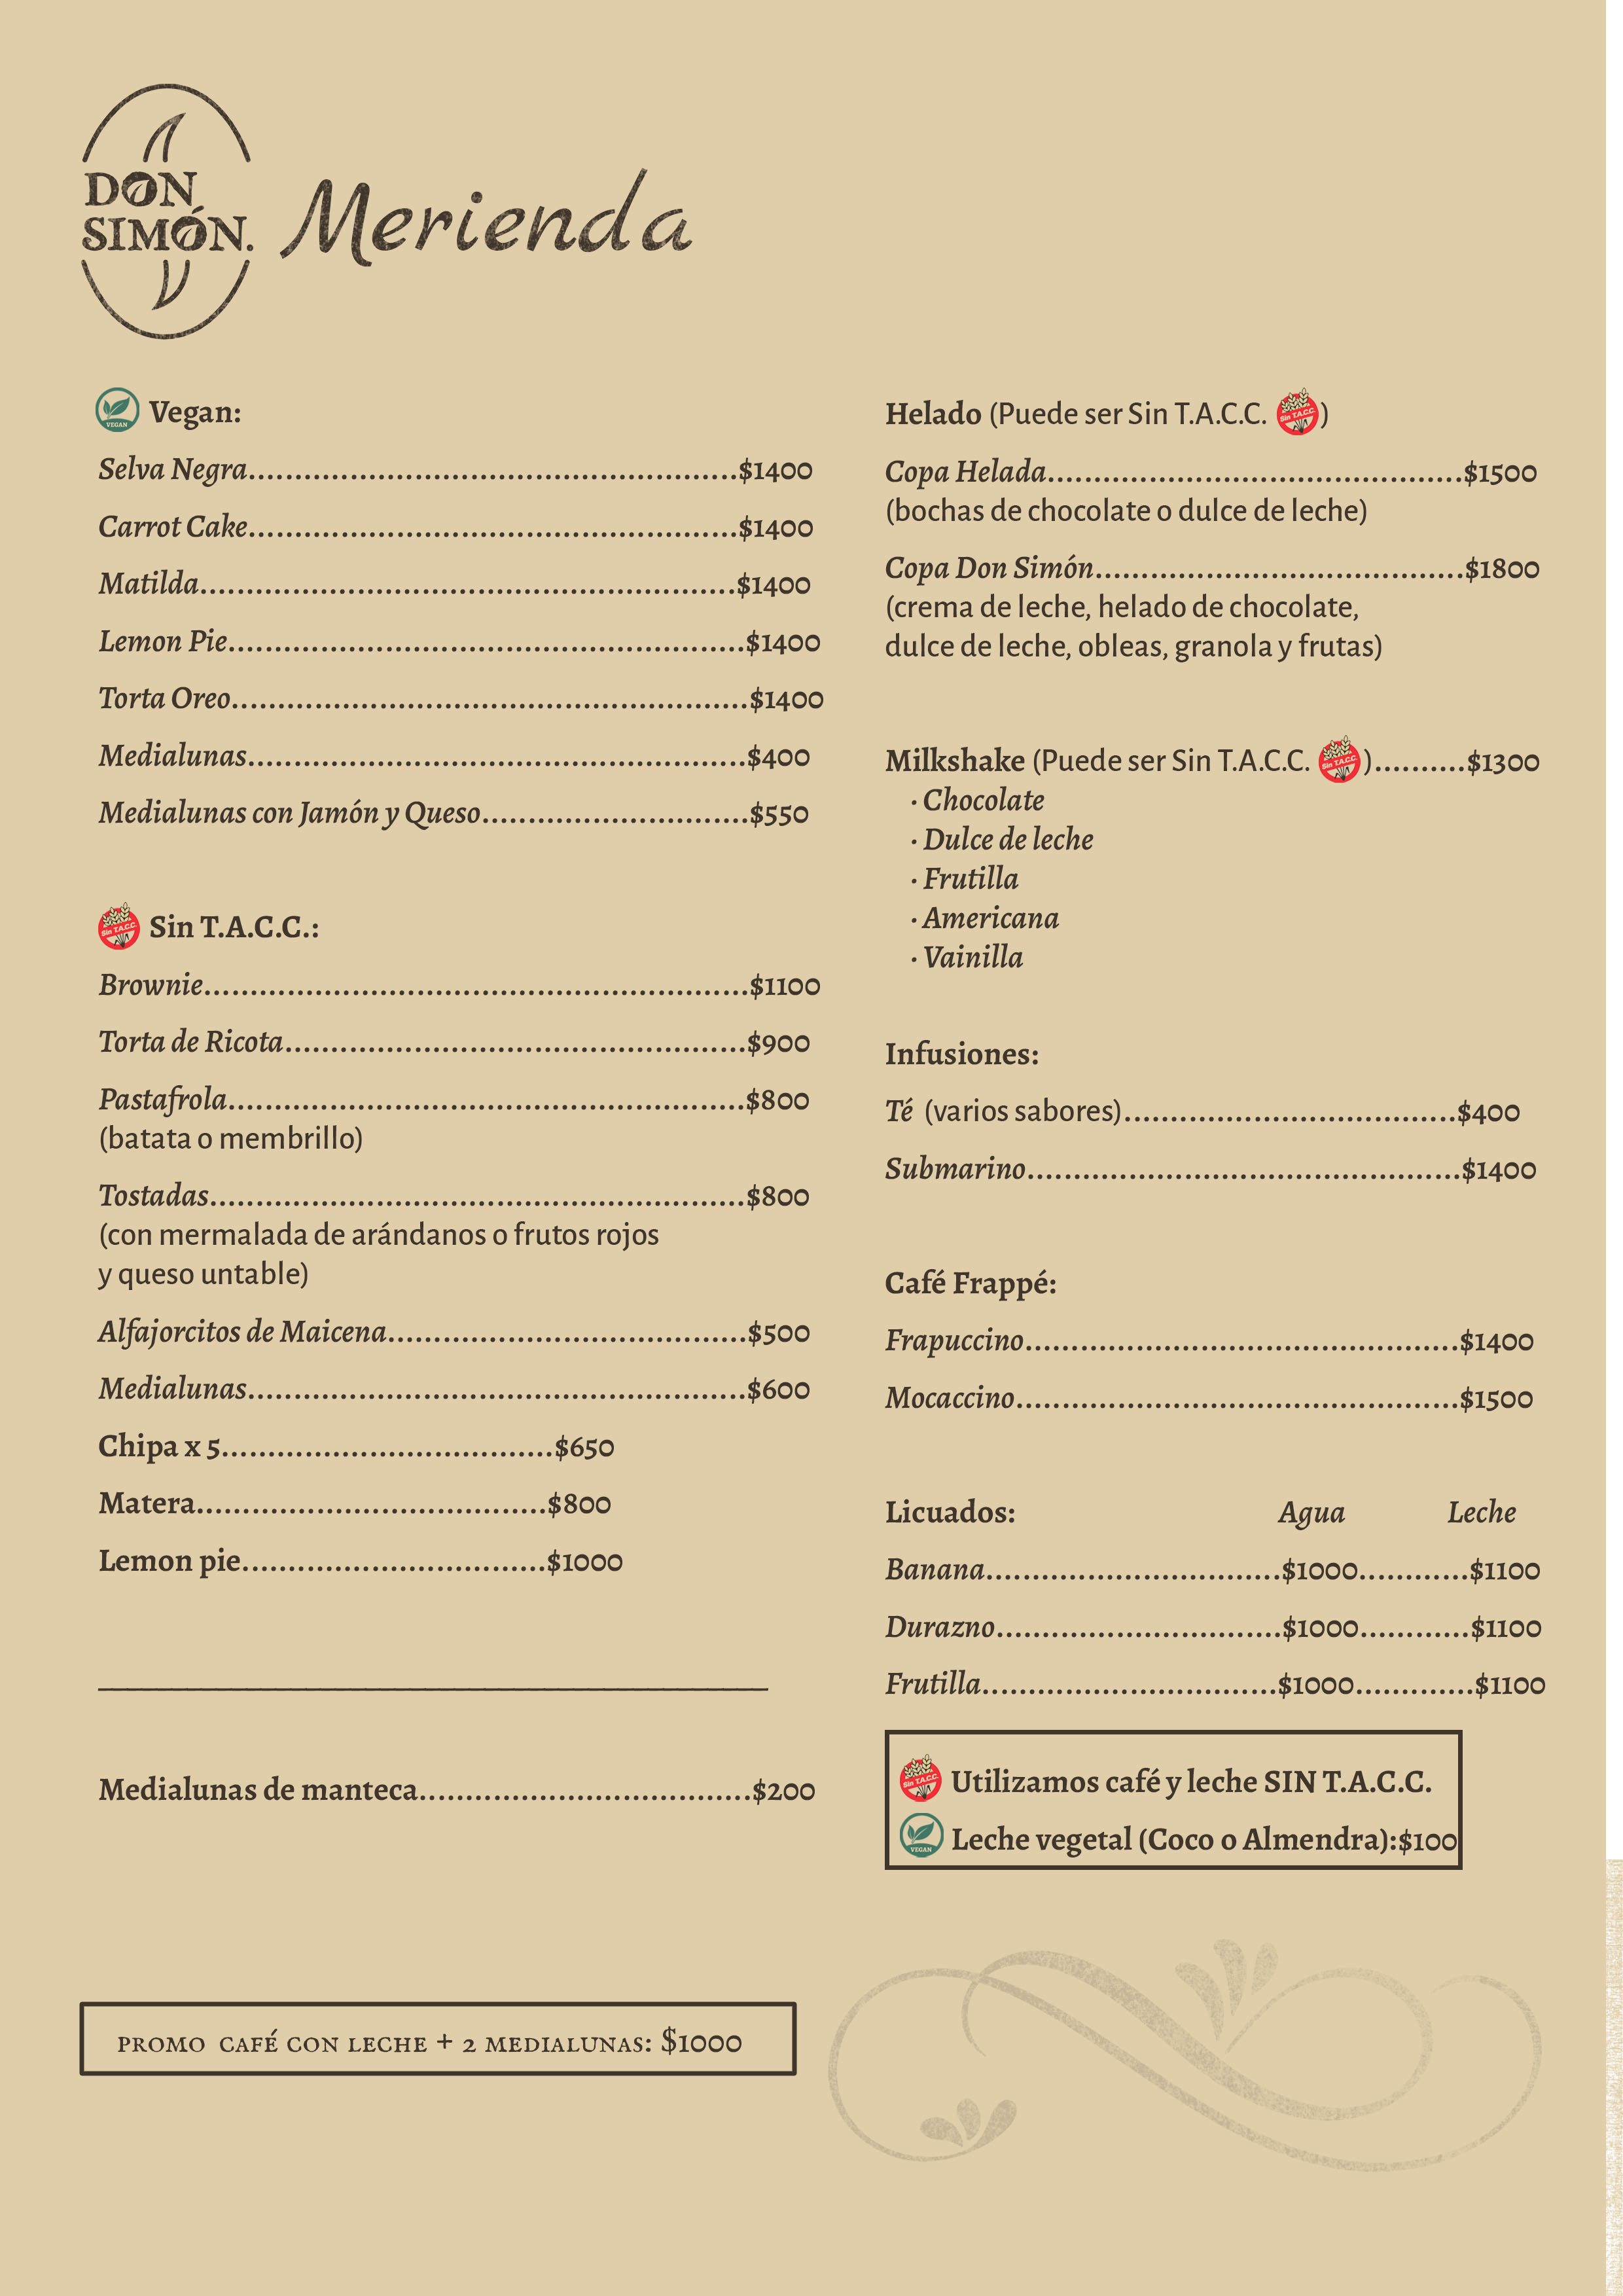 DON
SIMÓN.
Merienda
VEGAN
Vegan:
Selva Negra....................................................$1400
Carrot Cake....................................................$1400
Matilda.........................................................$1400
Lemon Pie.......................................................$1400
Torta Oreo.......................................................$1400
Medialunas.....................................................$400
Medialunas con Jamón y Queso............................$550
Sin T.A.C.C.
Sin T.A.C.C.:
Brownie..........................................................$1100
Torta de Ricota.................................................$900
Pastafrola.......................................................$800
(batata o membrillo)
Tostadas.........................................................$800
(con mermalada de arándanos o frutos rojos
y queso untable)
Alfajorcitos de Maicena......................................$500
Medialunas.....................................................$600
Chipa x 5...................................$650
Matera.....................................$800
Lemon pie................................$1000
Medialunas de manteca...................................$200
PROMO CAFÉ CON LECHE + 2 MEDIALUNAS: $1000
Helado (Puede ser Sin T.A.C.C. Sin T.A.C.C.)
Copa Helada............................................$1500
(bochas de chocolate o dulce de leche)
Copa Don Simón.......................................$1800
(crema de leche, helado de chocolate,
dulce de leche, obleas, granola y frutas)
Milkshake (Puede ser Sin T.A.C.C. Sin T.A.C.C.)..........$1300
· Chocolate
· Dulce de leche
· Frutilla
· Americana
· Vainilla
Infusiones:
Té (varios sabores)...................................$400
Submarino..............................................$1400
Café Frappé:
Frapuccino..............................................$1400
Mocaccino...............................................$1500
Licuados: Agua Leche
Banana...............................$1000............$1100
Durazno..............................$1000............$1100
Frutilla...............................$1000.............$1100
Sin T.A.C.C. Utilizamos café y leche SIN T.A.C.C.
VEGAN Leche vegetal (Coco o Almendra):$100